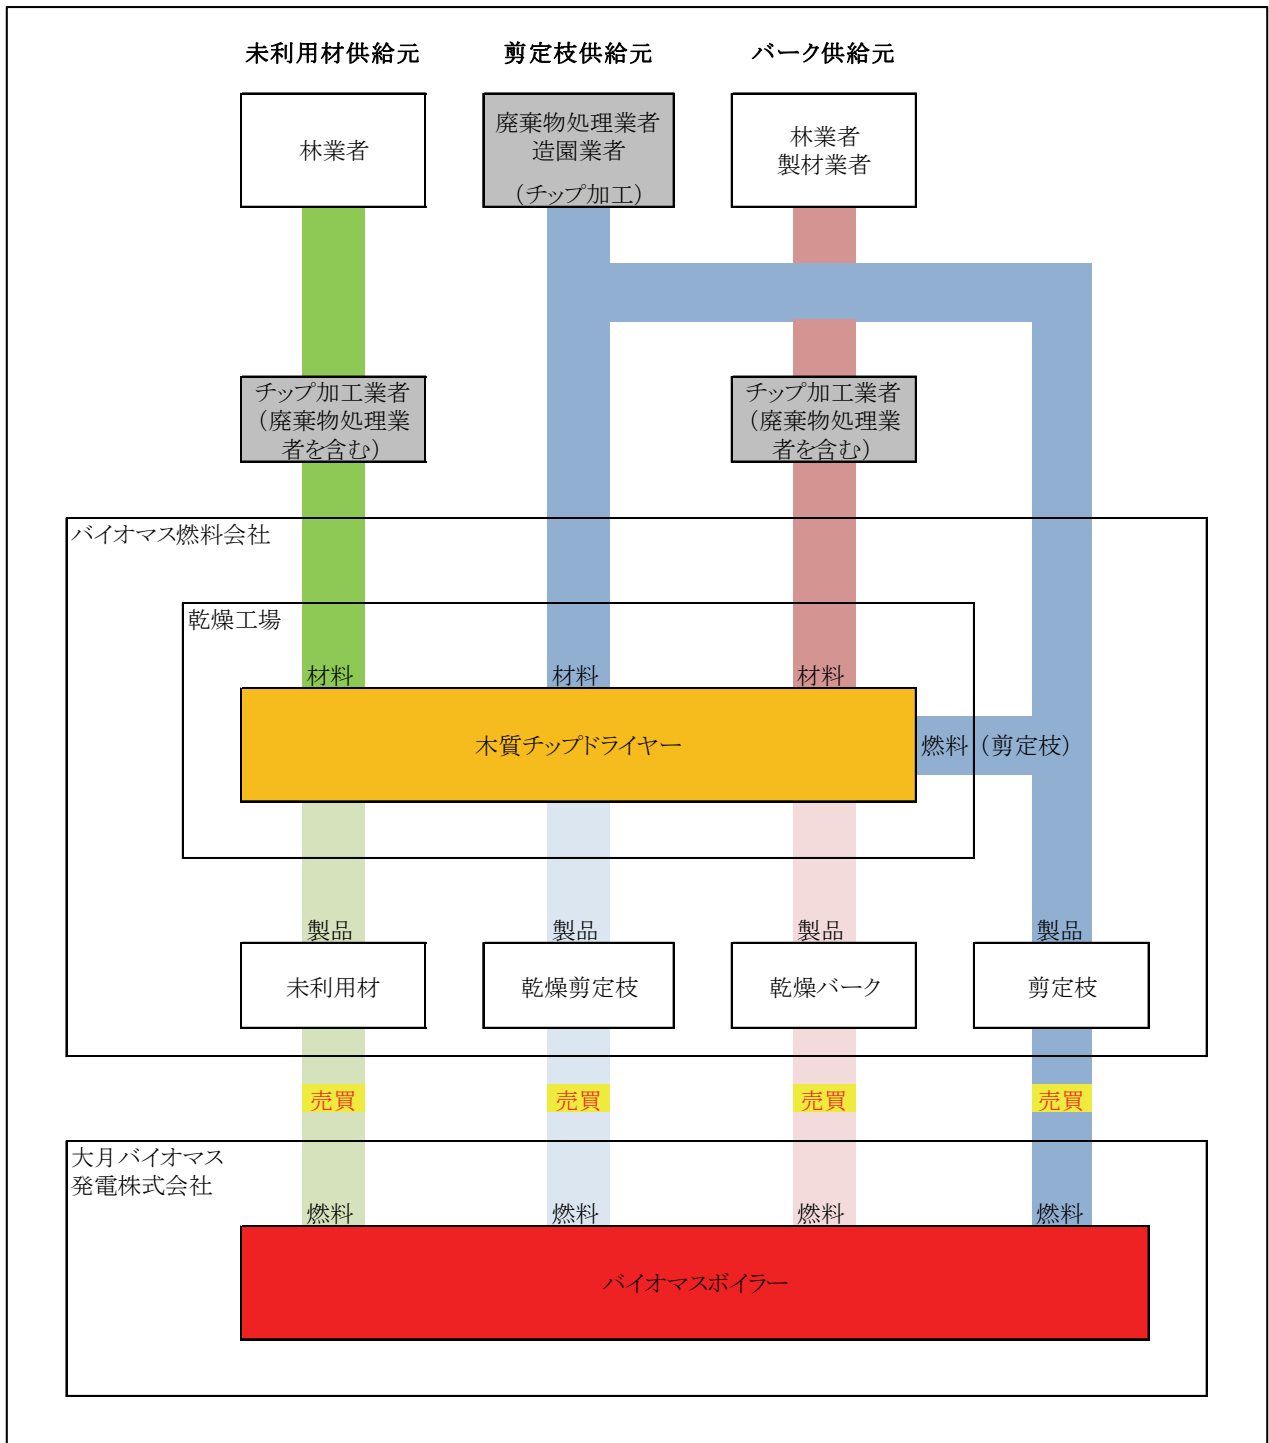 未利用材供給元
剪定枝供給元
バーク供給元
林業者
廃棄物処理業者
造園業者
（チップ加工）
林業者
製材業者
チップ加工業者
（廃棄物処理業
者を含む）
チップ加工業者
（廃棄物処理業
者を含む）
バイオマス燃料会社
乾燥工場
材料
材料
材料
木質チップドライヤー
燃料（剪定枝）
製品
製品
製品
製品
未利用材
乾燥剪定枝
乾燥バーク
剪定枝
売買
売買
売買
売買
大月バイオマス
発電株式会社
燃料
燃料
燃料
燃料
バイオマスボイラー